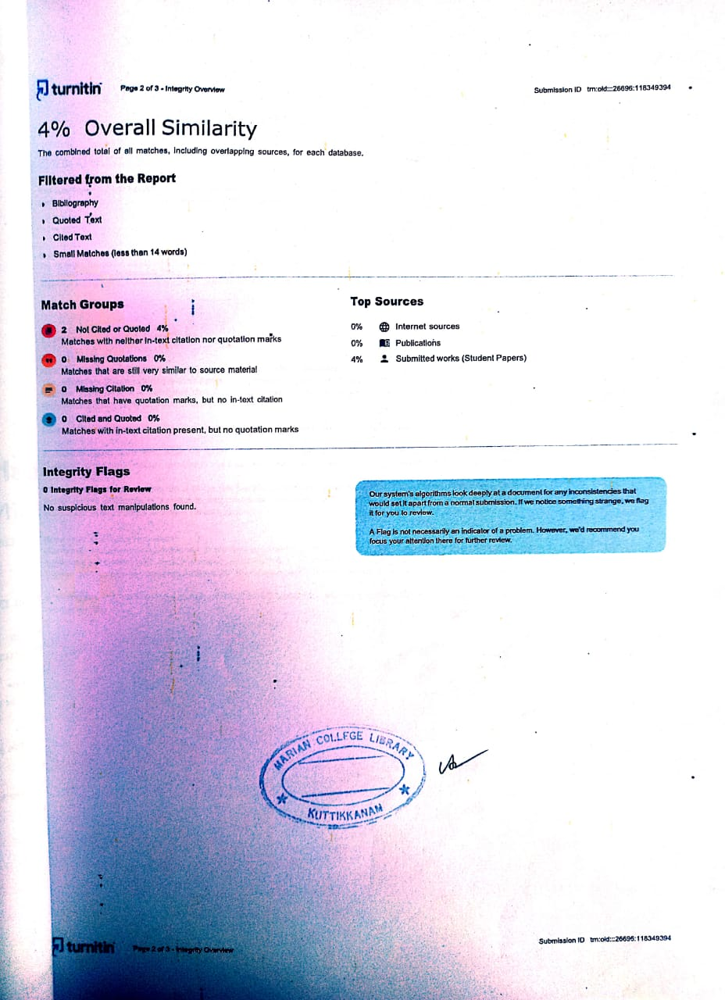 turnitin Page 2 of 3 - Integrity Overview Submission ID trn:oid:::26696:118349394
4% Overall Similarity
The combined total of all matches, including overlapping sources, for each database.
Filtered from the Report
Bibliography
Quoted Text
Cited Text
Small Matches (less than 14 words)
Match Groups
2 Not Cited or Quoted 4%
Matches with neither in-text citation nor quotation marks
0 Missing Quotations 0%
Matches that are still very similar to source material
0 Missing Citation 0%
Matches that have quotation marks, but no in-text citation
0 Cited and Quoted 0%
Matches with in-text citation present, but no quotation marks
Top Sources
0% Internet sources
0% Publications
4% Submitted works (Student Papers)
Integrity Flags
0 Integrity Flags for Review
No suspicious text manipulations found.
Our system's algorithms look deeply at a document for any inconsistencies that
would set it apart from a normal submission. If we notice something strange, we flag
it for you to review.
A Flag is not necessarily an indicator of a problem. However, we'd recommend you
focus your attention there for further review.
MARIAN COLLEGE LIBRARY
KUTTIKKANAM
turnitin Page 2 of 3 - Integrity Overview Submission ID trn:oid:::26696:118349394